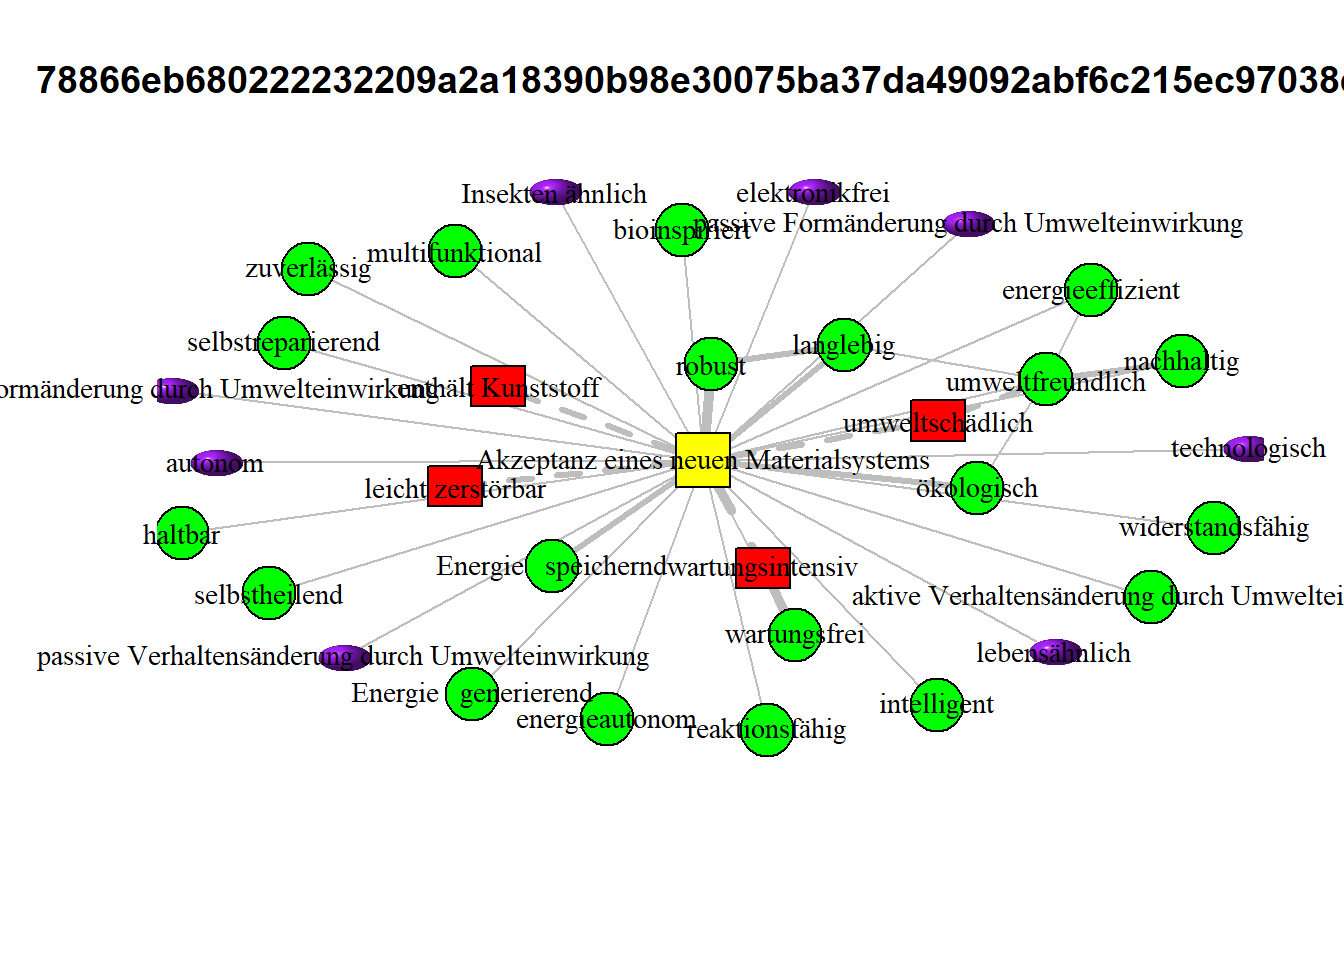 78866eb680222232209a2a18390b98e30075ba37da49092abf6c215ec97038
Insekten ähnlich
elektronikfrei
bioinspiriert
passive Formänderung durch Umwelteinwirkung
multifunktional
zuverlässig
energieeffizient
selbstreparierend
langlebig
robust
nachhaltig
umweltfreundlich
ormänderung durch Umwelteinwirkung
enthält Kunststoff
umweltschädlich
technologisch
autonom
Akzeptanz eines neuen Materialsystems
leicht zerstörbar
ökologisch
haltbar
widerstandsfähig
Energie speichernd
wartungsintensiv
selbstheilend
aktive Verhaltensänderung durch Umweltei
wartungsfrei
passive Verhaltensänderung durch Umwelteinwirkung
lebensähnlich
Energie generierend
intelligent
energieautonom
reaktionsfähig